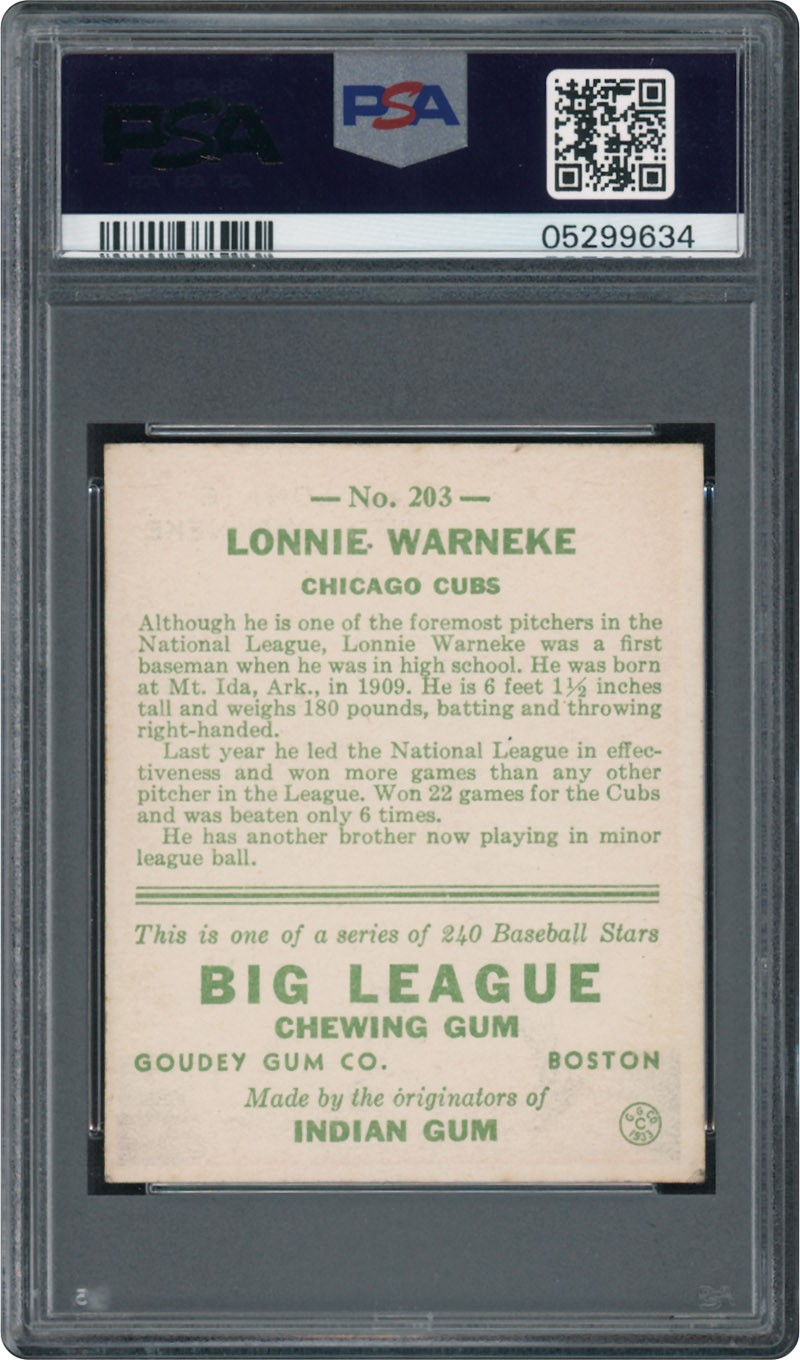 PSA
PSA
05299634
— No. 203 —
LONNIE WARNEKE
CHICAGO CUBS
Although he is one of the foremost pitchers in the
National League, Lonnie Warneke was a first
baseman when he was in high school. He was born
at Mt. Ida, Ark., in 1909. He is 6 feet 1½ inches
tall and weighs 180 pounds, batting and throwing
right-handed.
Last year he led the National League in effec-
tiveness and won more games than any other
pitcher in the League. Won 22 games for the Cubs
and was beaten only 6 times.
He has another brother now playing in minor
league ball.
This is one of a series of 240 Baseball Stars
BIG LEAGUE
CHEWING GUM
GOUDEY GUM CO. BOSTON
Made by the originators of
INDIAN GUM
G G CO
C
1933
PSA